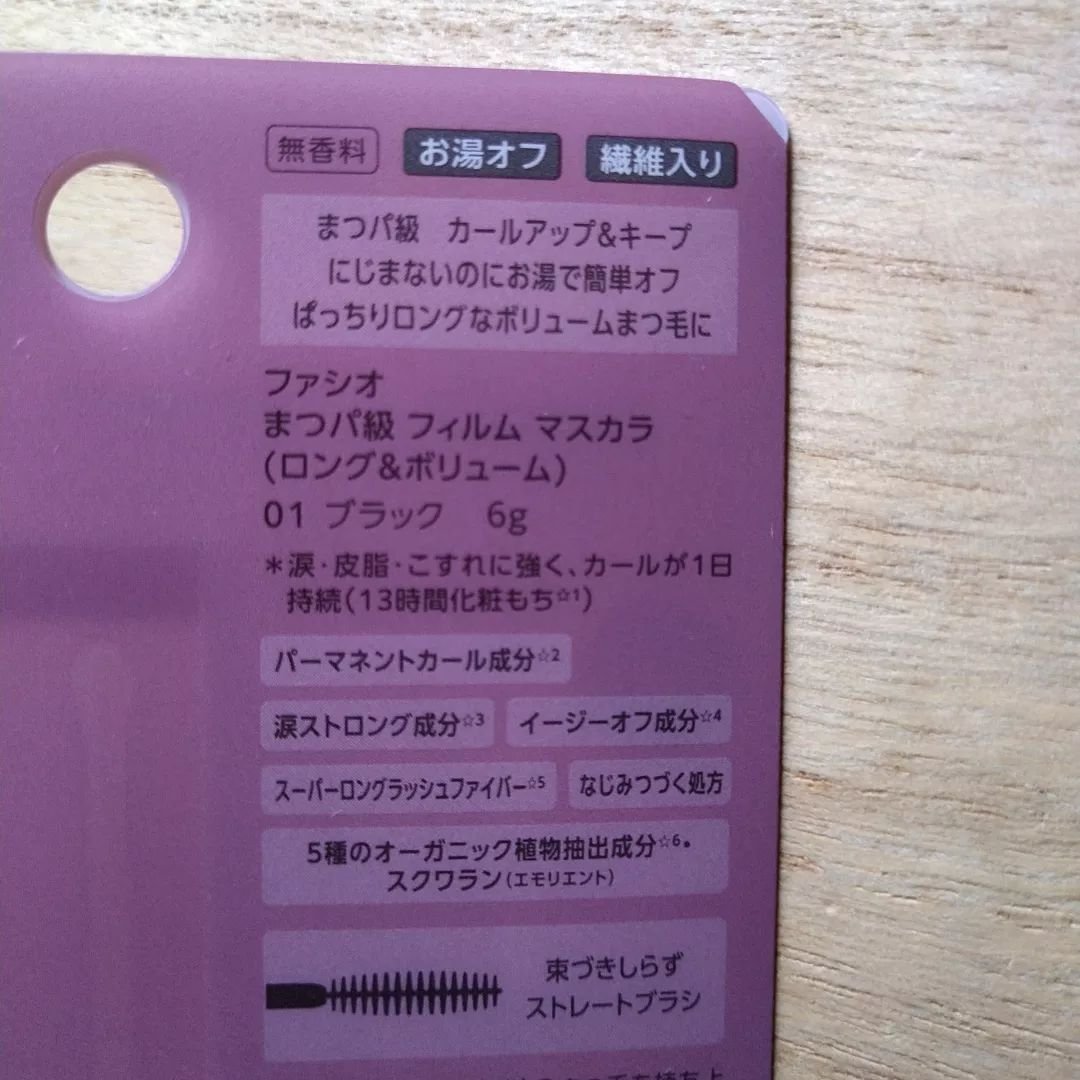 無香料 お湯オフ 繊維入り
まつパ級 カールアップ&キープ
にじまないのにお湯で簡単オフ
ぱっちりロングなボリュームまつ毛に
ファシオ
まつパ級 フィルム マスカラ
(ロング&ボリューム)
01 ブラック 6g
*涙・皮脂・こすれに強く、カールが1日
持続(13時間化粧もち☆1)
パーマネントカール成分☆2
涙ストロング成分☆3 イージーオフ成分☆4
スーパーロングラッシュファイバー☆5 なじみつづく処方
5種のオーガニック植物抽出成分☆6・
スクワラン(エモリエント)
束づきしらず
ストレートブラシ